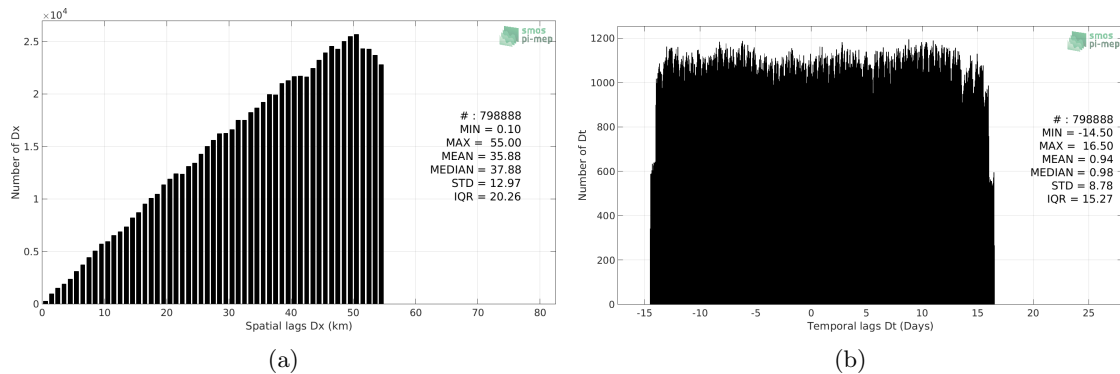 ×10⁴
2.5
2
1.5
1
0.5
0
0
10
20
30
40
50
60
70
80
Number of Dx
Spatial lags Dx (km)
smos
pi-mep
# : 798888
MIN = 0.10
MAX = 55.00
MEAN = 35.88
MEDIAN = 37.88
STD = 12.97
IQR = 20.26
(a)
1200
1000
800
600
400
200
0
-15
-10
-5
0
5
10
15
20
25
Number of Dt
Temporal lags Dt (Days)
smos
pi-mep
# : 798888
MIN = -14.50
MAX = 16.50
MEAN = 0.94
MEDIAN = 0.98
STD = 8.78
IQR = 15.27
(b)